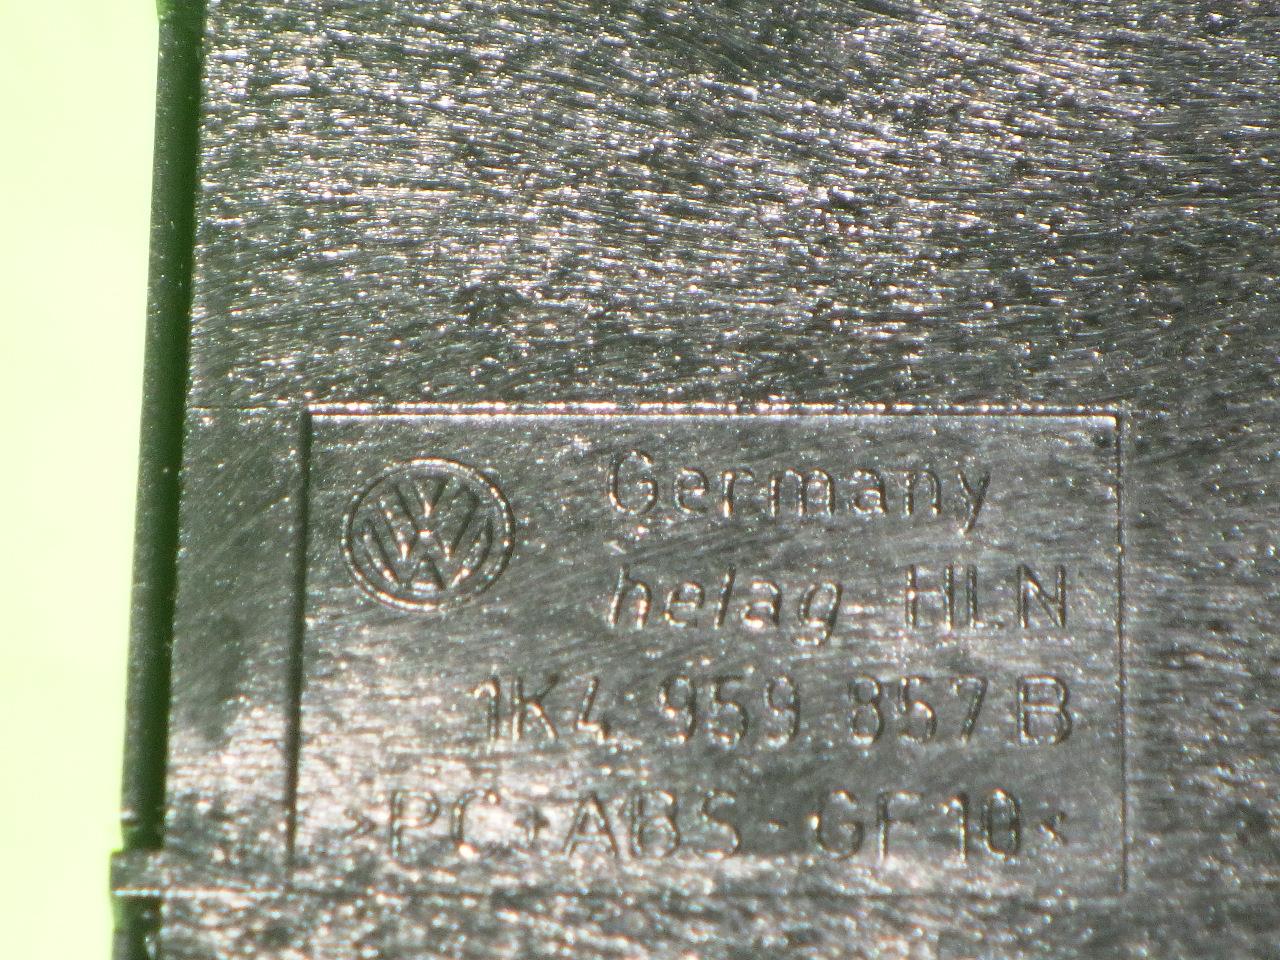 Germany
helag HLN
1K4 959 857 B
>PC+ABS-GF10<